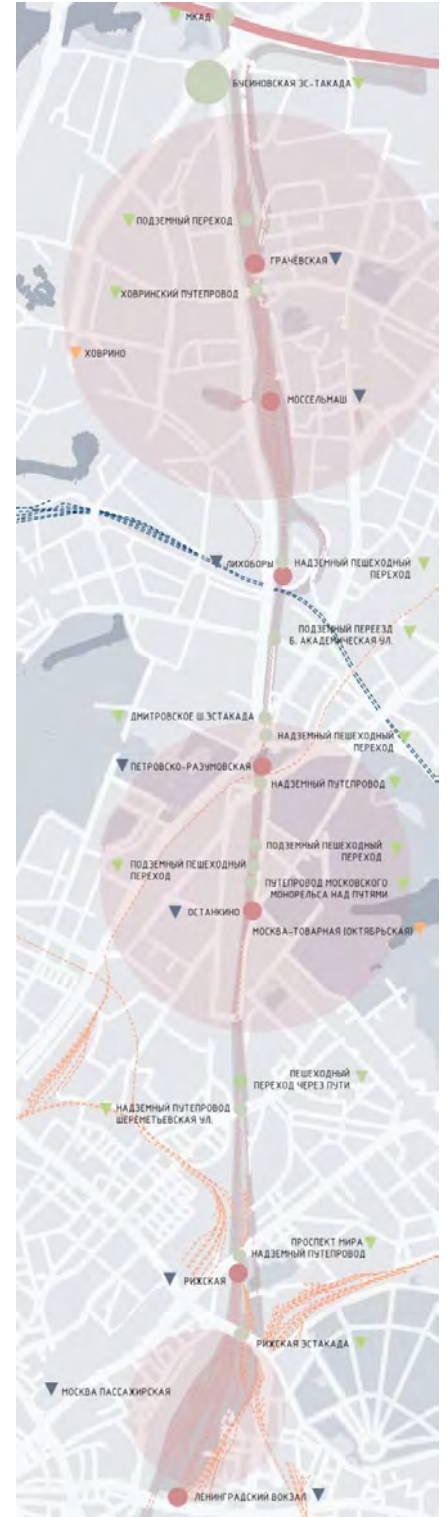 МКАД
БУСИНОВСКАЯ ЭС-ТАКАДА
ПОДЗЕМНЫЙ ПЕРЕХОД
ГРАЧЁВСКАЯ
ХОВРИНСКИЙ ПУТЕПРОВОД
ХОВРИНО
МОССЕЛЬМАШ
ЛИХОБОРЫ
НАДЗЕМНЫЙ ПЕШЕХОДНЫЙ
ПЕРЕХОД
ПОДЗЕМНЫЙ ПЕРЕЕЗД
Б. АКАДЕМИЧЕСКАЯ УЛ.
ДМИТРОВСКОЕ Ш.ЭСТАКАДА
НАДЗЕМНЫЙ ПЕШЕХОДНЫЙ
ПЕРЕХОД
ПЕТРОВСКО-РАЗУМОВСКАЯ
НАДЗЕМНЫЙ ПУТЕПРОВОД
ПОДЗЕМНЫЙ ПЕШЕХОДНЫЙ
ПЕРЕХОД
ПОДЗЕМНЫЙ ПЕШЕХОДНЫЙ
ПЕРЕХОД
ПУТЕПРОВОД МОСКОВСКОГО
МОНОРЕЛЬСА НАД ПУТЯМИ
ОСТАНКИНО
МОСКВА-ТОВАРНАЯ (ОКТЯБРЬСКАЯ)
ПЕШЕХОДНЫЙ
ПЕРЕХОД ЧЕРЕЗ ПУТИ
НАДЗЕМНЫЙ ПУТЕПРОВОД
ШЕРЕМЕТЬЕВСКАЯ УЛ.
ПРОСПЕКТ МИРА
НАДЗЕМНЫЙ ПУТЕПРОВОД
РИЖСКАЯ
РИЖСКАЯ ЭСТАКАДА
МОСКВА ПАССАЖИРСКАЯ
ЛЕНИНГРАДСКИЙ ВОКЗАЛ